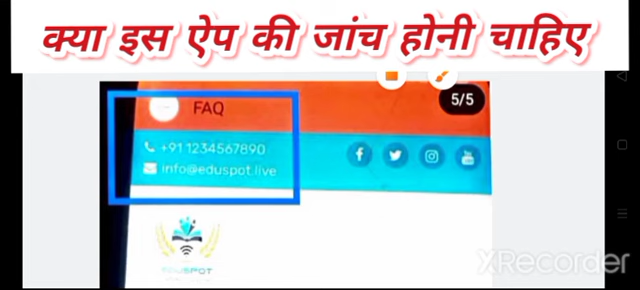 क्या इस ऐप की जांच होनी चाहिए
5/5
FAQ
+91 1234567890
info@eduspot.live
EDUSPOT
XRecorder